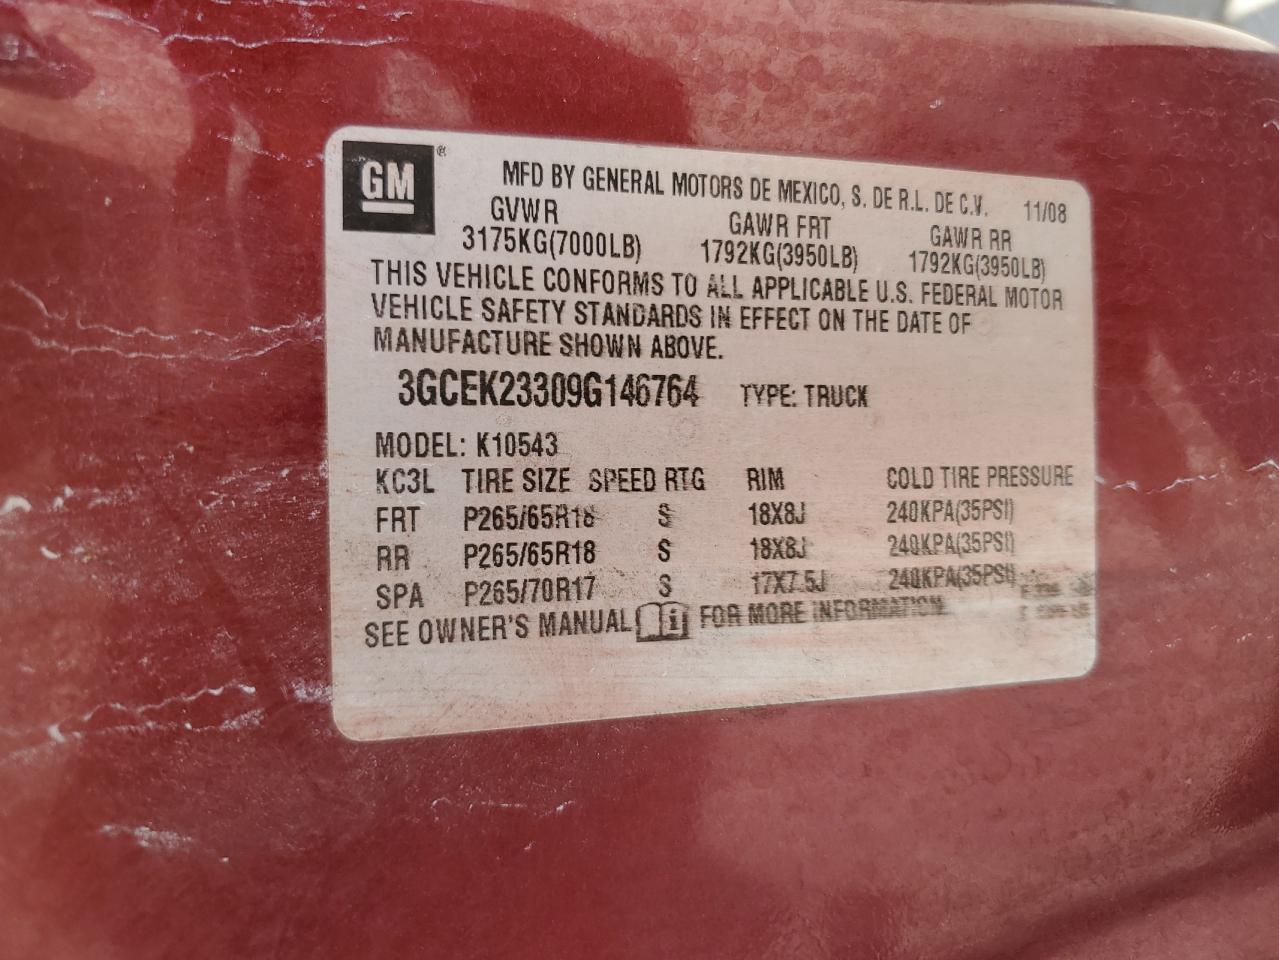 GM ®
MFD BY GENERAL MOTORS DE MEXICO, S. DE R.L. DE C.V. 11/08
GVWR GAWR FRT GAWR RR
3175KG(7000LB) 1792KG(3950LB) 1792KG(3950LB)
THIS VEHICLE CONFORMS TO ALL APPLICABLE U.S. FEDERAL MOTOR
VEHICLE SAFETY STANDARDS IN EFFECT ON THE DATE OF
MANUFACTURE SHOWN ABOVE.
3GCEK23309G146764 TYPE: TRUCK
MODEL: K10543
KC3L TIRE SIZE SPEED RTG RIM COLD TIRE PRESSURE
FRT P265/65R18 S 18X8J 240KPA(35PSI)
RR P265/65R18 S 18X8J 240KPA(35PSI)
SPA P265/70R17 S 17X7.5J 240KPA(35PSI)
SEE OWNER'S MANUAL i FOR MORE INFORMATION